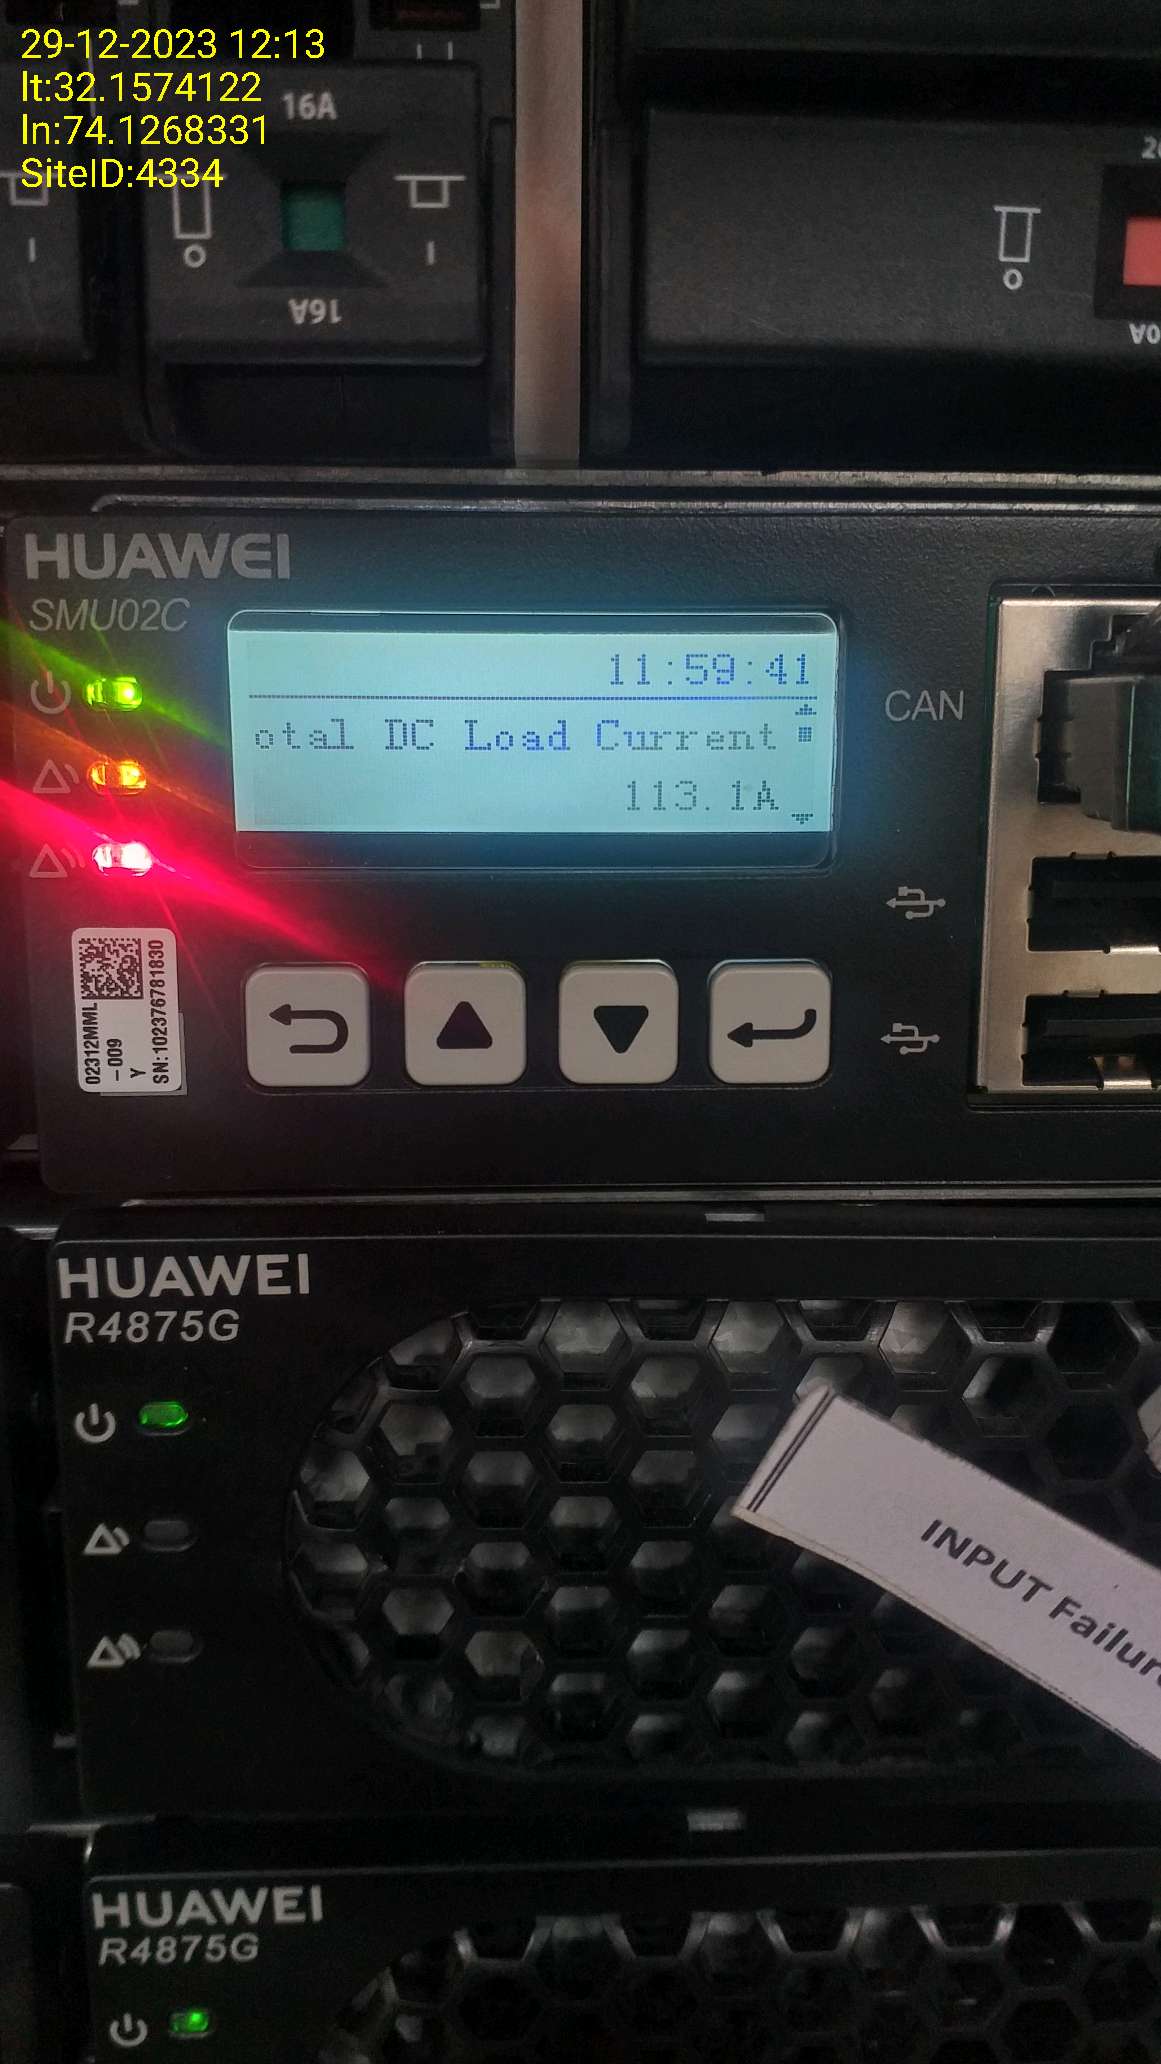 29-12-2023 12:13
lt:32.1574122
ln:74.1268331
SiteID:4334
16A
16A
HUAWEI
SMU02C
11:59:41
otal DC Load Current
113.1A
CAN
02312MML
-009
Y
SN:102376781830
HUAWEI
R4875G
INPUT Failur
HUAWEI
R4875G